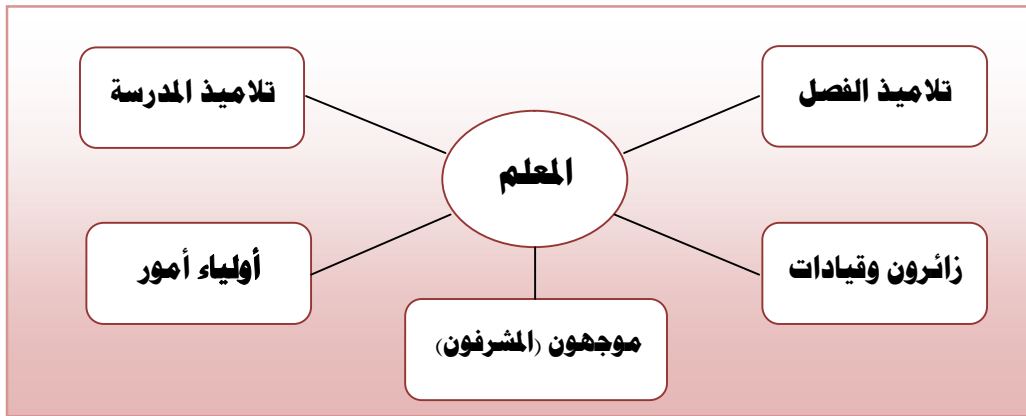 تلاميذ الفصل
تلاميذ المدرسة
المعلم
زائرون وقيادات
أولياء أمور
موجهون (المشرفون)